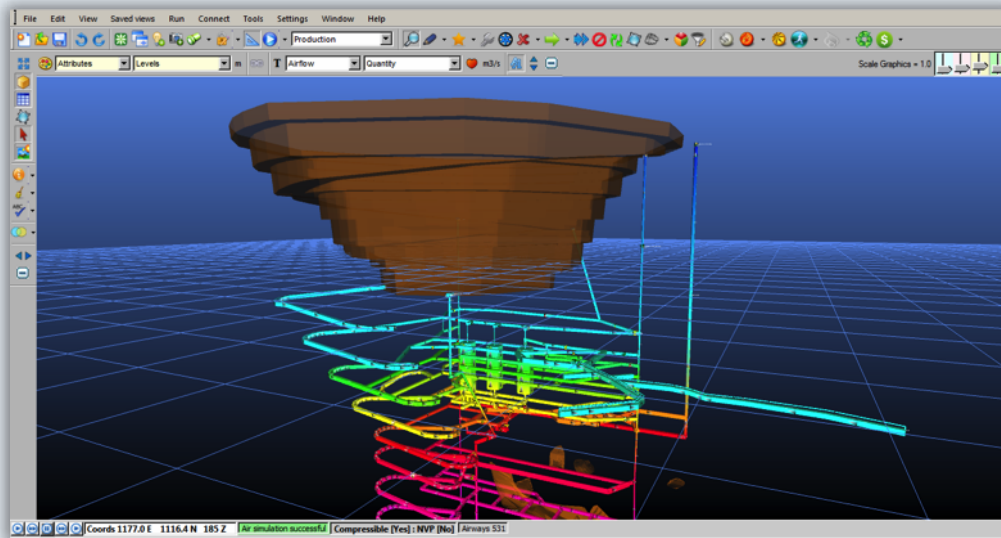 File Edit View Saved views Run Connect Tools Settings Window Help
Production
Attributes Levels m T Airflow Quantity m3/s Scale Graphics = 1.0
Coords 1177.0 E 1116.4 N 185 Z Air simulation successful Compressible [Yes] : NVP [No] Airways 531